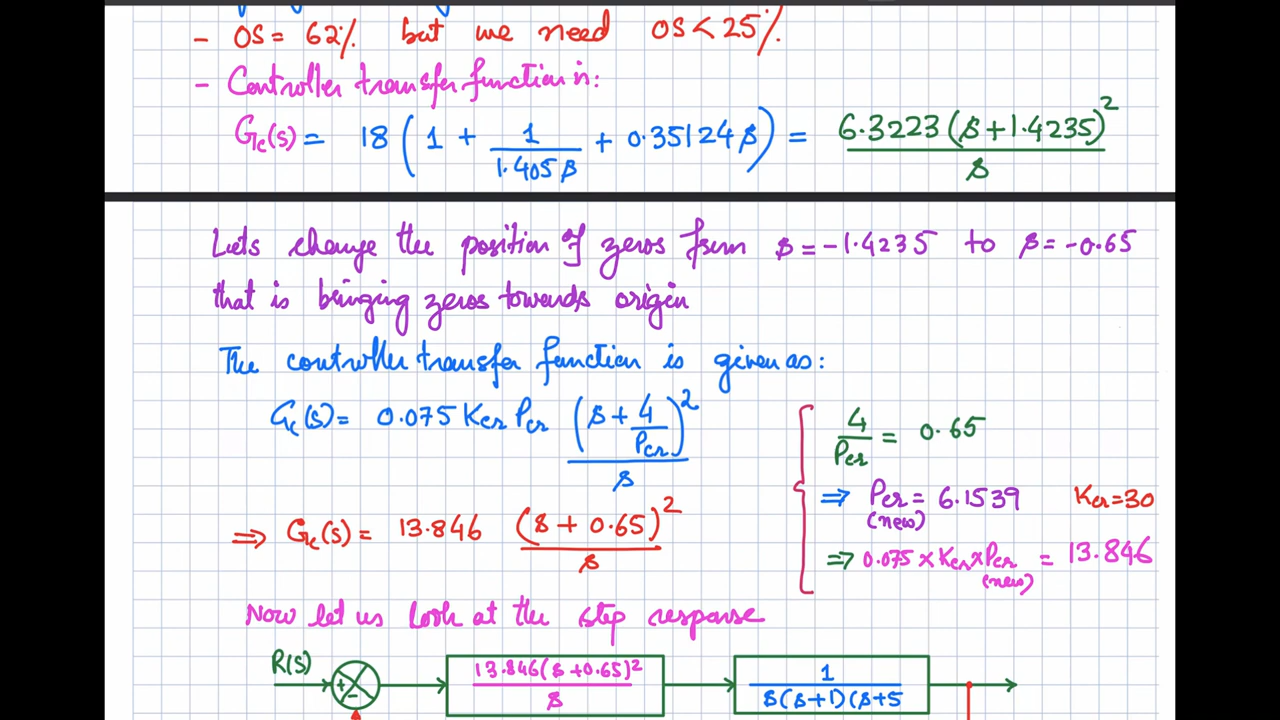 - OS = 62% but we need OS < 25%.
- Controller transfer function is:
Gc(s) = 18 ( 1 + 1/1.405s + 0.35124s ) = 6.3223 (s + 1.4235)²/s
Lets change the position of zeros from s = -1.4235 to s = -0.65
that is bringing zeros towards origin
The controller transfer function is given as:
Gc(s) = 0.075 Kcr Pcr (s + 4/Pcr)²/s
4/Pcr = 0.65
⇒ Pcr (new) = 6.1539 Kcr = 30
⇒ 0.075 × Kcr × Pcr (new) = 13.846
⇒ Gc(s) = 13.846 (s + 0.65)²/s
Now let us look at the step response
R(s) + - 13.846(s + 0.65)²/s 1/s(s+1)(s+5